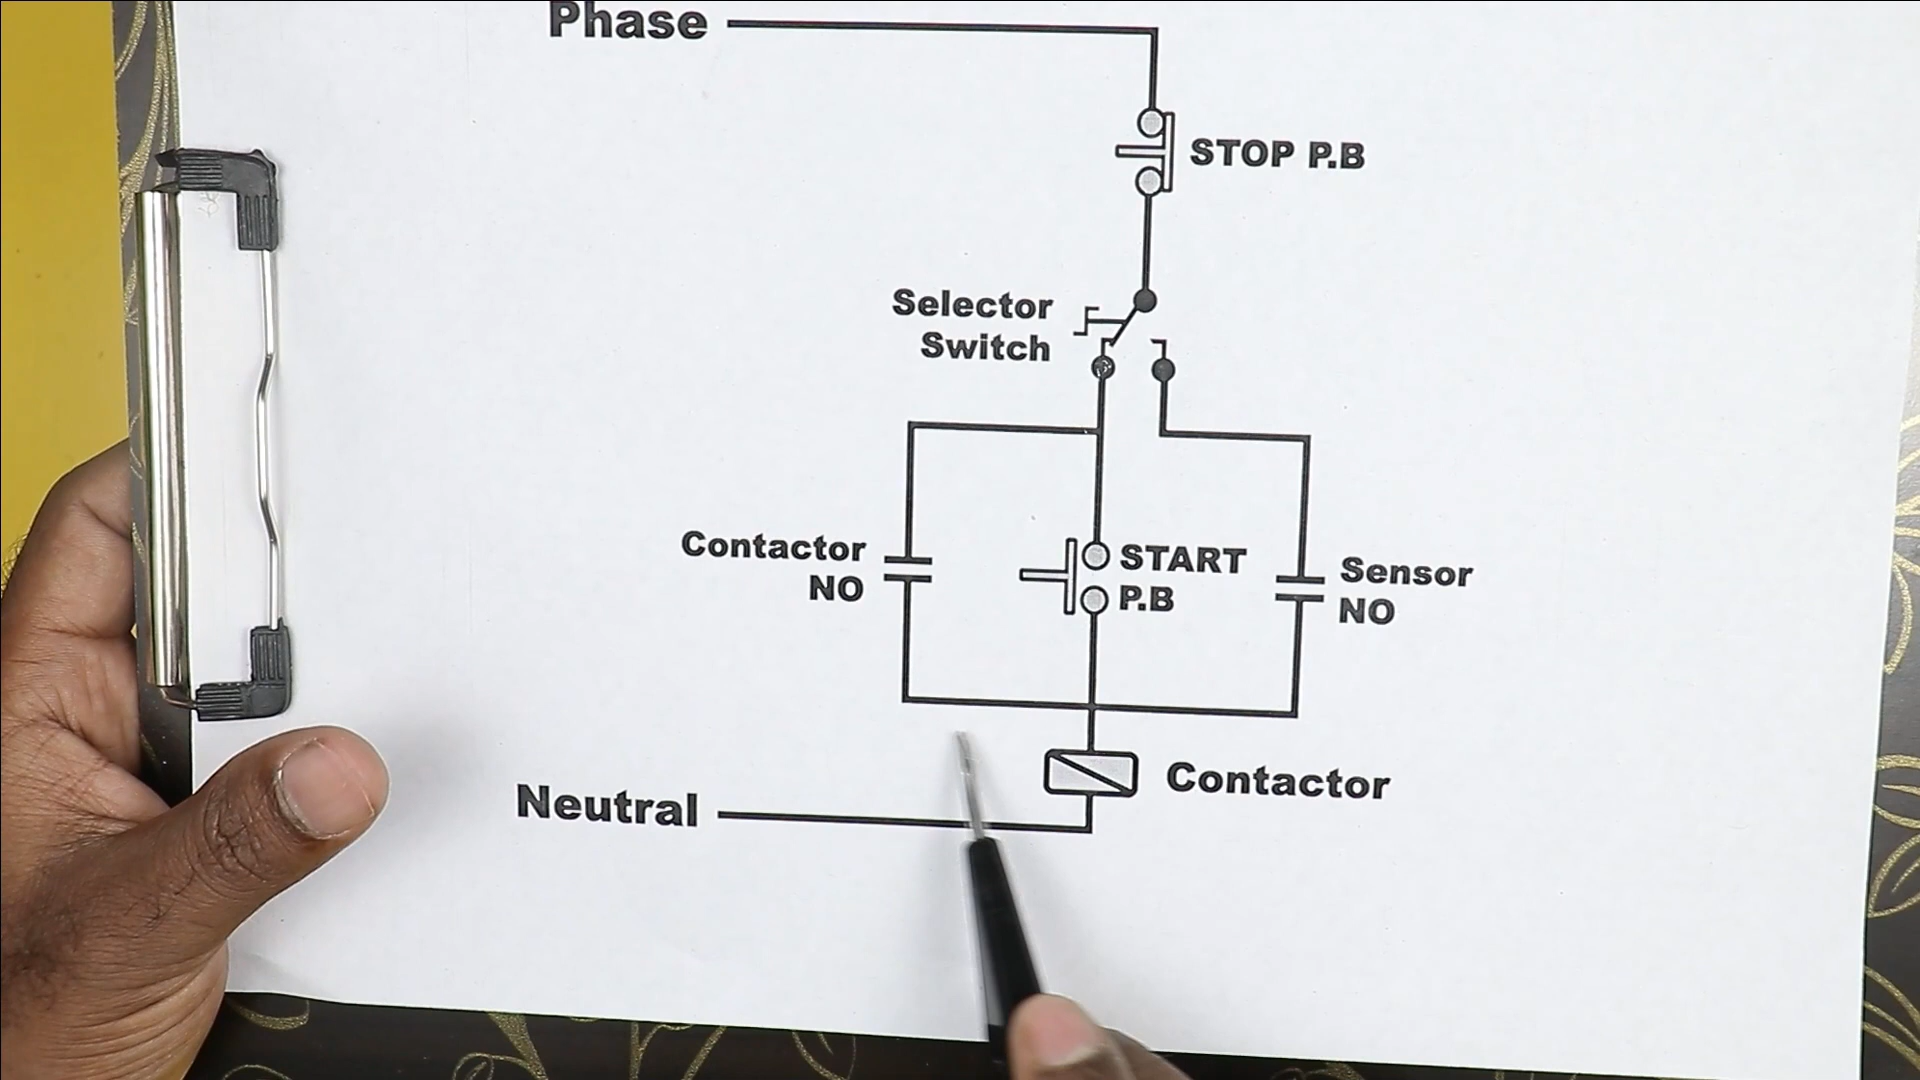 Phase
STOP P.B
Selector
Switch
Contactor
NO
START
P.B
Sensor
NO
Contactor
Neutral